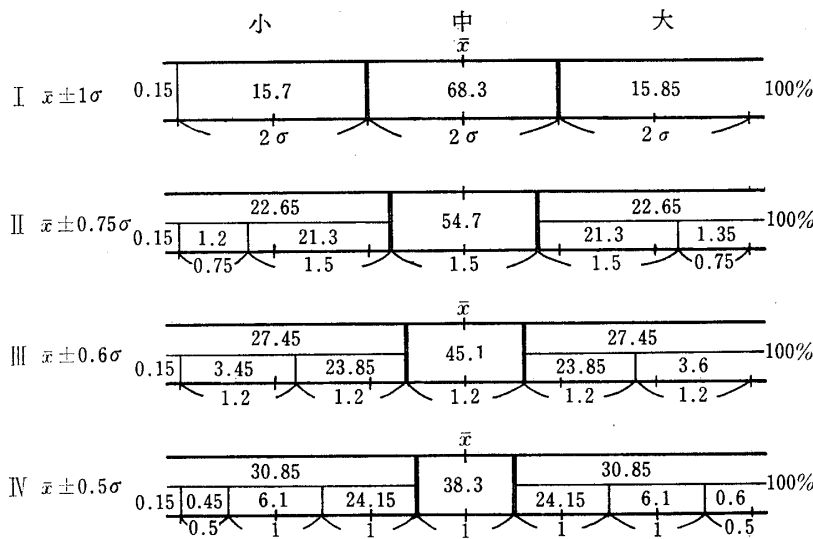 小 中 大
x̄
Ⅰ x̄±1σ 0.15 15.7 68.3 15.85 100%
2σ 2σ 2σ
22.65 22.65
Ⅱ x̄±0.75σ 54.7 100%
0.15 1.2 21.3 21.3 1.35
0.75 1.5 1.5 1.5 0.75
x̄
27.45 27.45
Ⅲ x̄±0.6σ 45.1 100%
0.15 3.45 23.85 23.85 3.6
1.2 1.2 1.2 1.2 1.2
x̄
30.85 30.85
Ⅳ x̄±0.5σ 38.3 100%
0.15 0.45 6.1 24.15 24.15 6.1 0.6
0.5 1 1 1 1 1 0.5